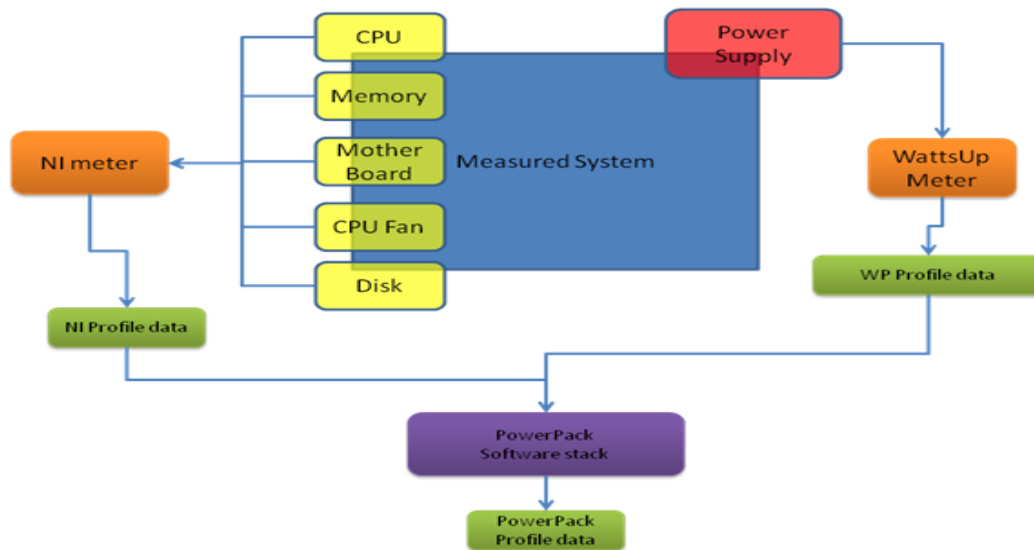 CPU
Power
Supply
Memory
NI meter
Mother
Board
Measured System
WattsUp
Meter
CPU Fan
WP Profile data
Disk
NI Profile data
PowerPack
Software stack
PowerPack
Profile data